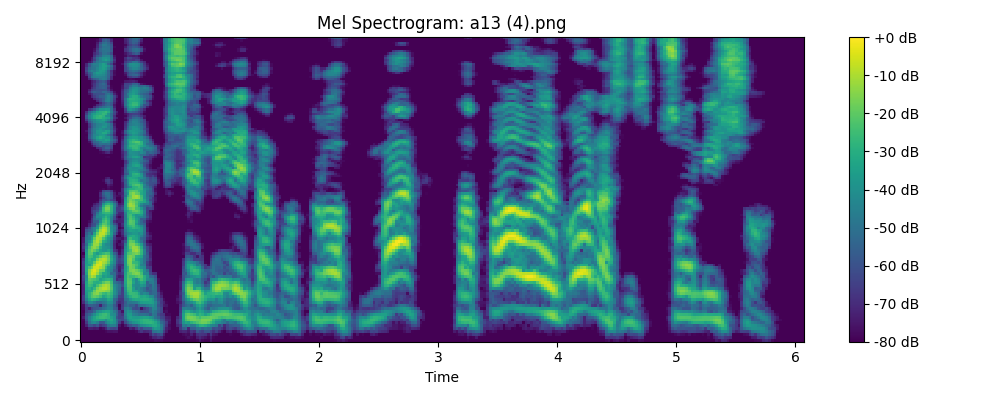 Mel Spectrogram: a13 (4).png
8192
4096
2048
1024
512
0
Hz
0 1 2 3 4 5 6
Time
+0 dB
-10 dB
-20 dB
-30 dB
-40 dB
-50 dB
-60 dB
-70 dB
-80 dB